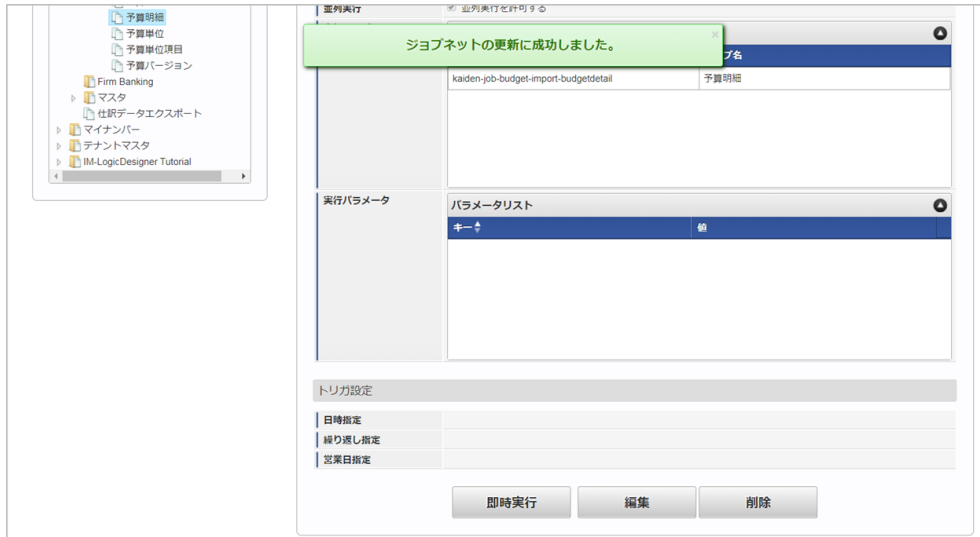 予算明細
予算単位
予算単位項目
予算バージョン
Firm Banking
マスタ
仕訳データエクスポート
マイナンバー
テナントマスタ
IM-LogicDesigner Tutorial
並列実行
並列実行を許可する
ジョブネットの更新に成功しました。
×
ブ名
kaiden-job-budget-import-budgetdetail
予算明細
実行パラメータ
パラメータリスト
キー
値
トリガ設定
日時指定
繰り返し指定
営業日指定
即時実行
編集
削除